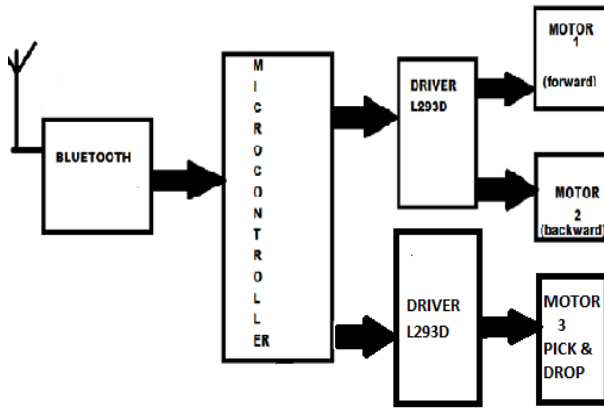 BLUETOOTH
M
I
C
R
O
C
O
N
T
R
O
L
L
ER
DRIVER
L293D
MOTOR
1
(forward)
MOTOR
2
(backward)
DRIVER
L293D
MOTOR
3
PICK &
DROP